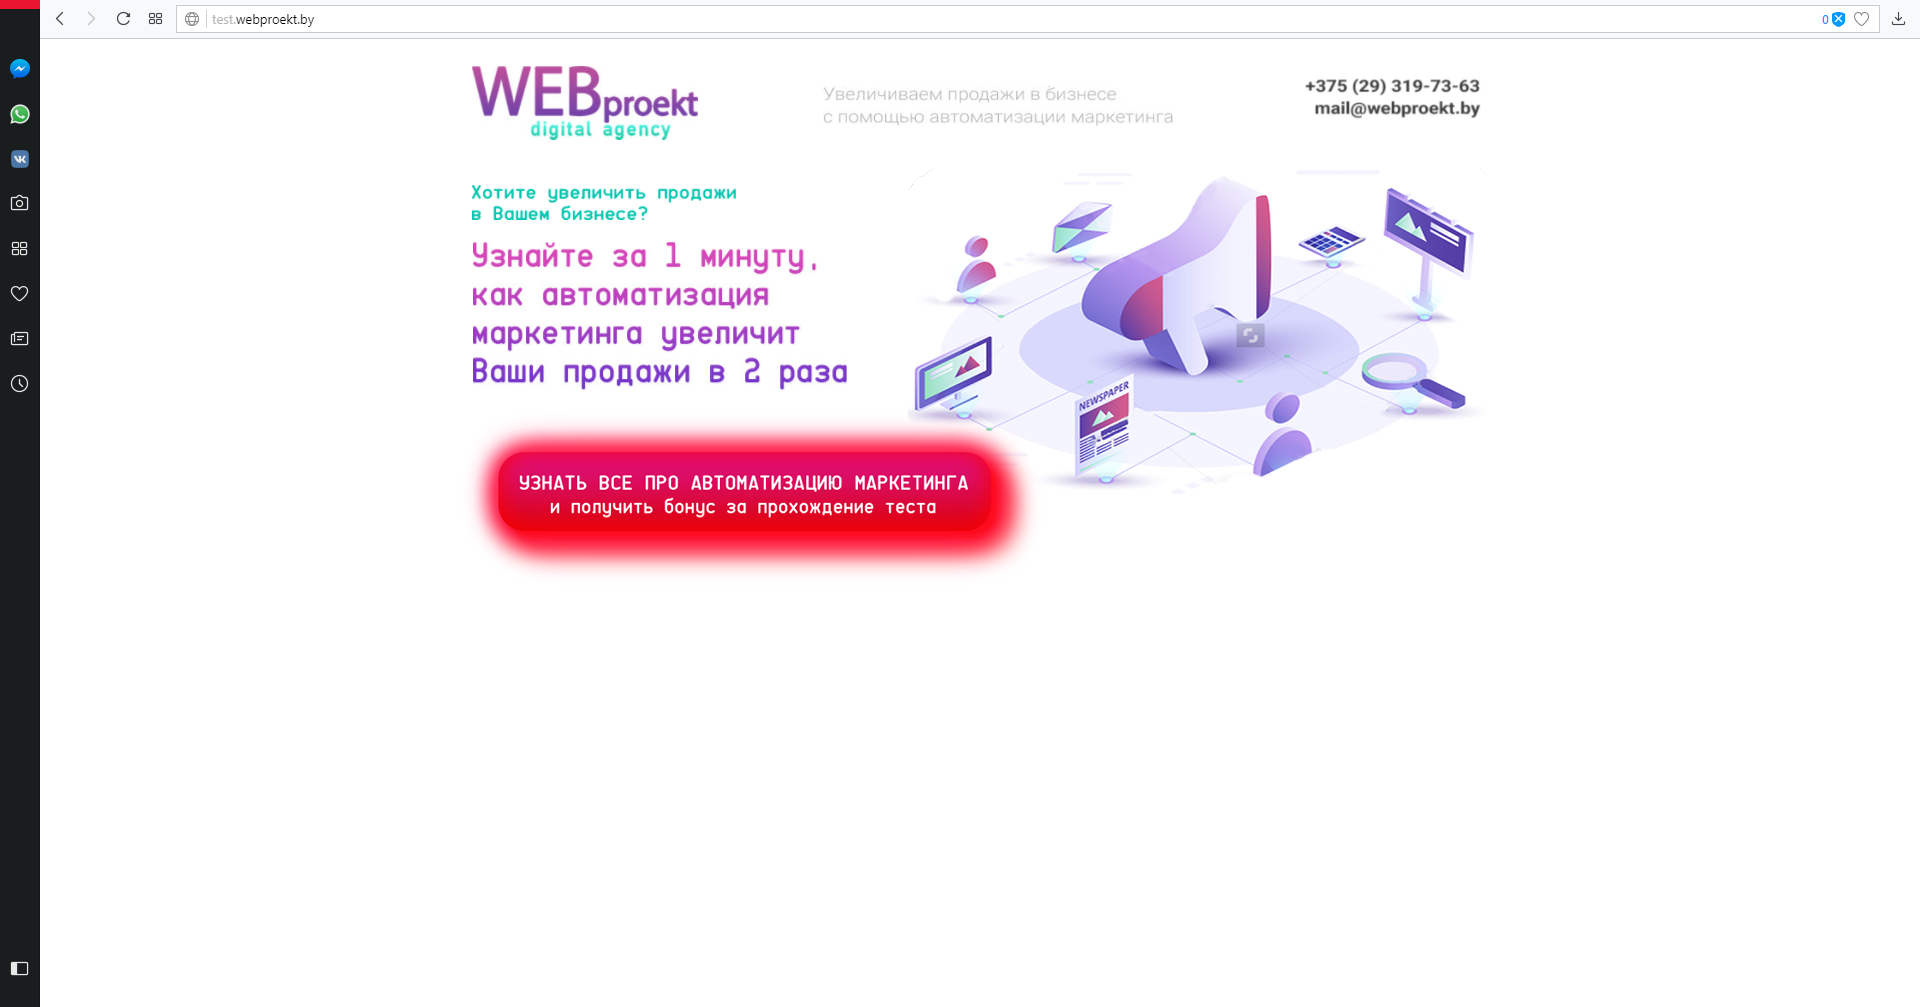 test.webproekt.by
0
WEBproekt
digital agency
Увеличиваем продажи в бизнесе
с помощью автоматизации маркетинга
+375 (29) 319-73-63
mail@webproekt.by
Хотите увеличить продажи
в Вашем бизнесе?
Узнайте за 1 минуту,
как автоматизация
маркетинга увеличит
Ваши продажи в 2 раза
NEWSPAPER
УЗНАТЬ ВСЕ ПРО АВТОМАТИЗАЦИЮ МАРКЕТИНГА
и получить бонус за прохождение теста